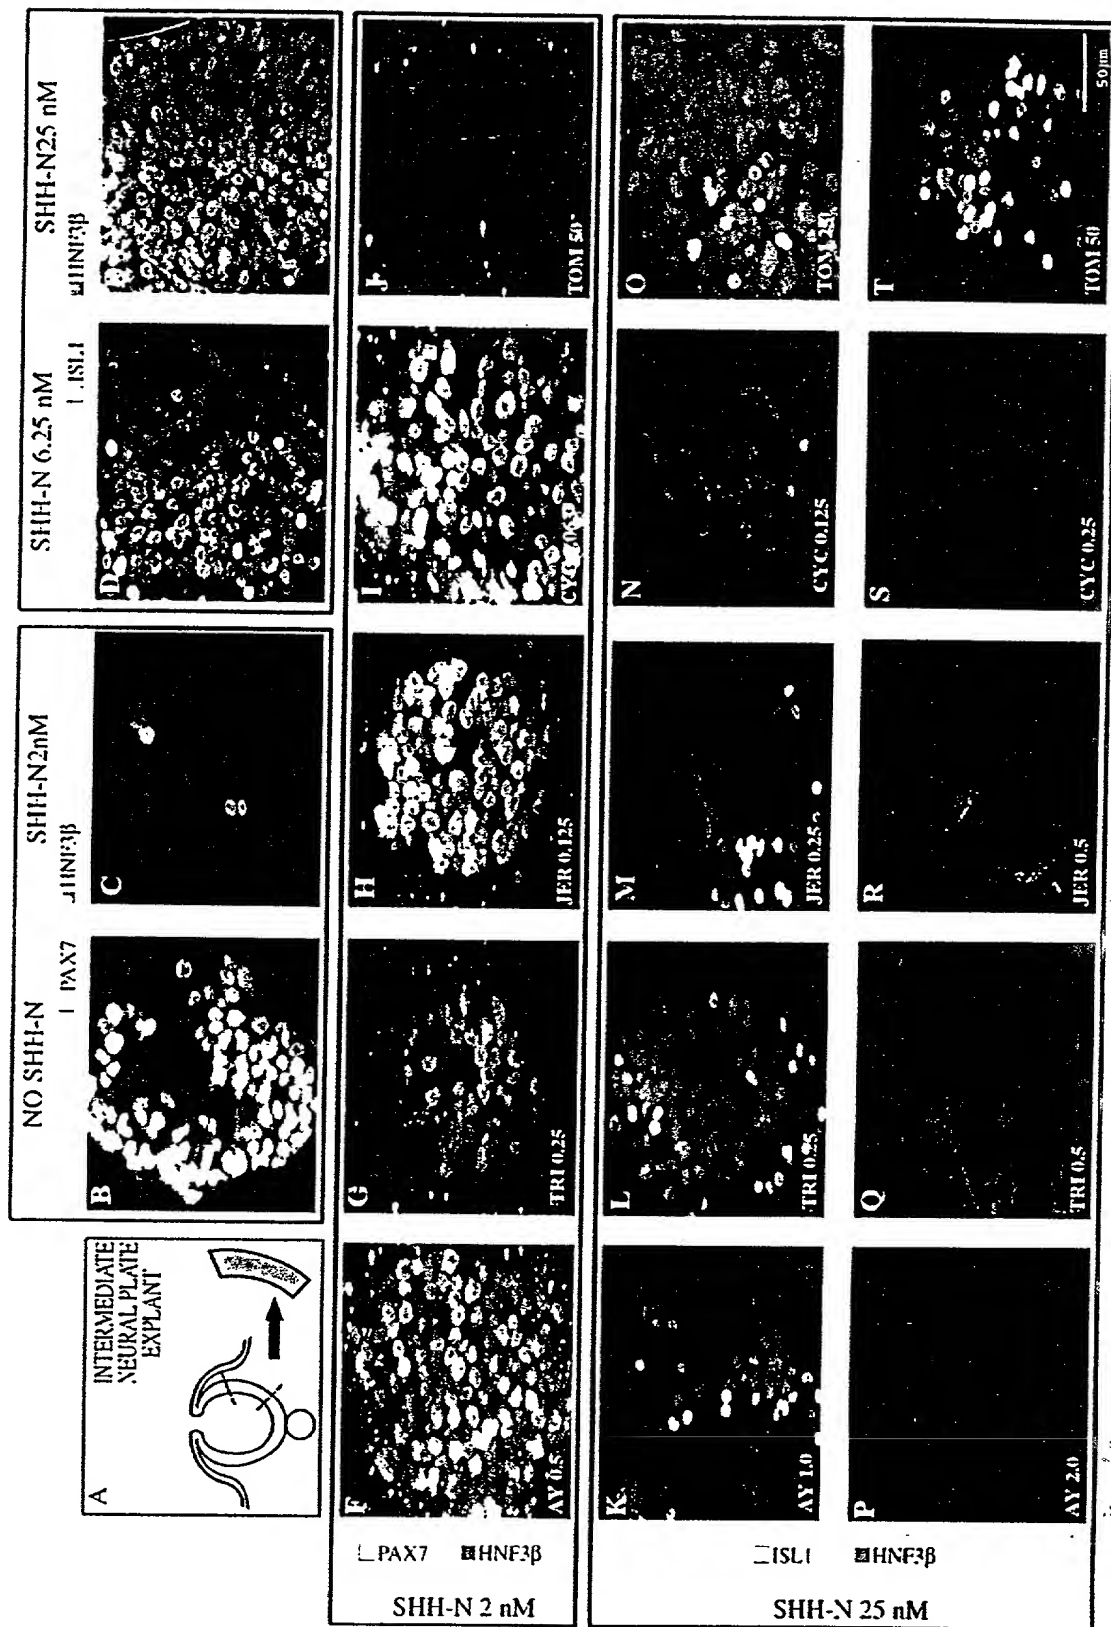 A
INTERMEDIATE
NEURAL PLATE
EXPLANT
NO SHH-N
SHH-N2nM
PAX7
HNF3β
B
C
SHH-N 6.25 nM
SHH-N25 nM
ISL1
HNF3β
D
E
SHH-N 2 nM
PAX7
HNF3β
F
AY 0.5
G
TRI 0.25
H
JER 0.125
I
CYC
J
TOM 50
SHH-N 25 nM
ISL1
HNF3β
K
AY 1.0
L
TRI 0.25
M
JER 0.25
N
CYC 0.125
O
TOM 250
P
AY 2.0
Q
TRI 0.5
R
JER 0.5
S
CYC 0.25
T
TOM 50
50µm